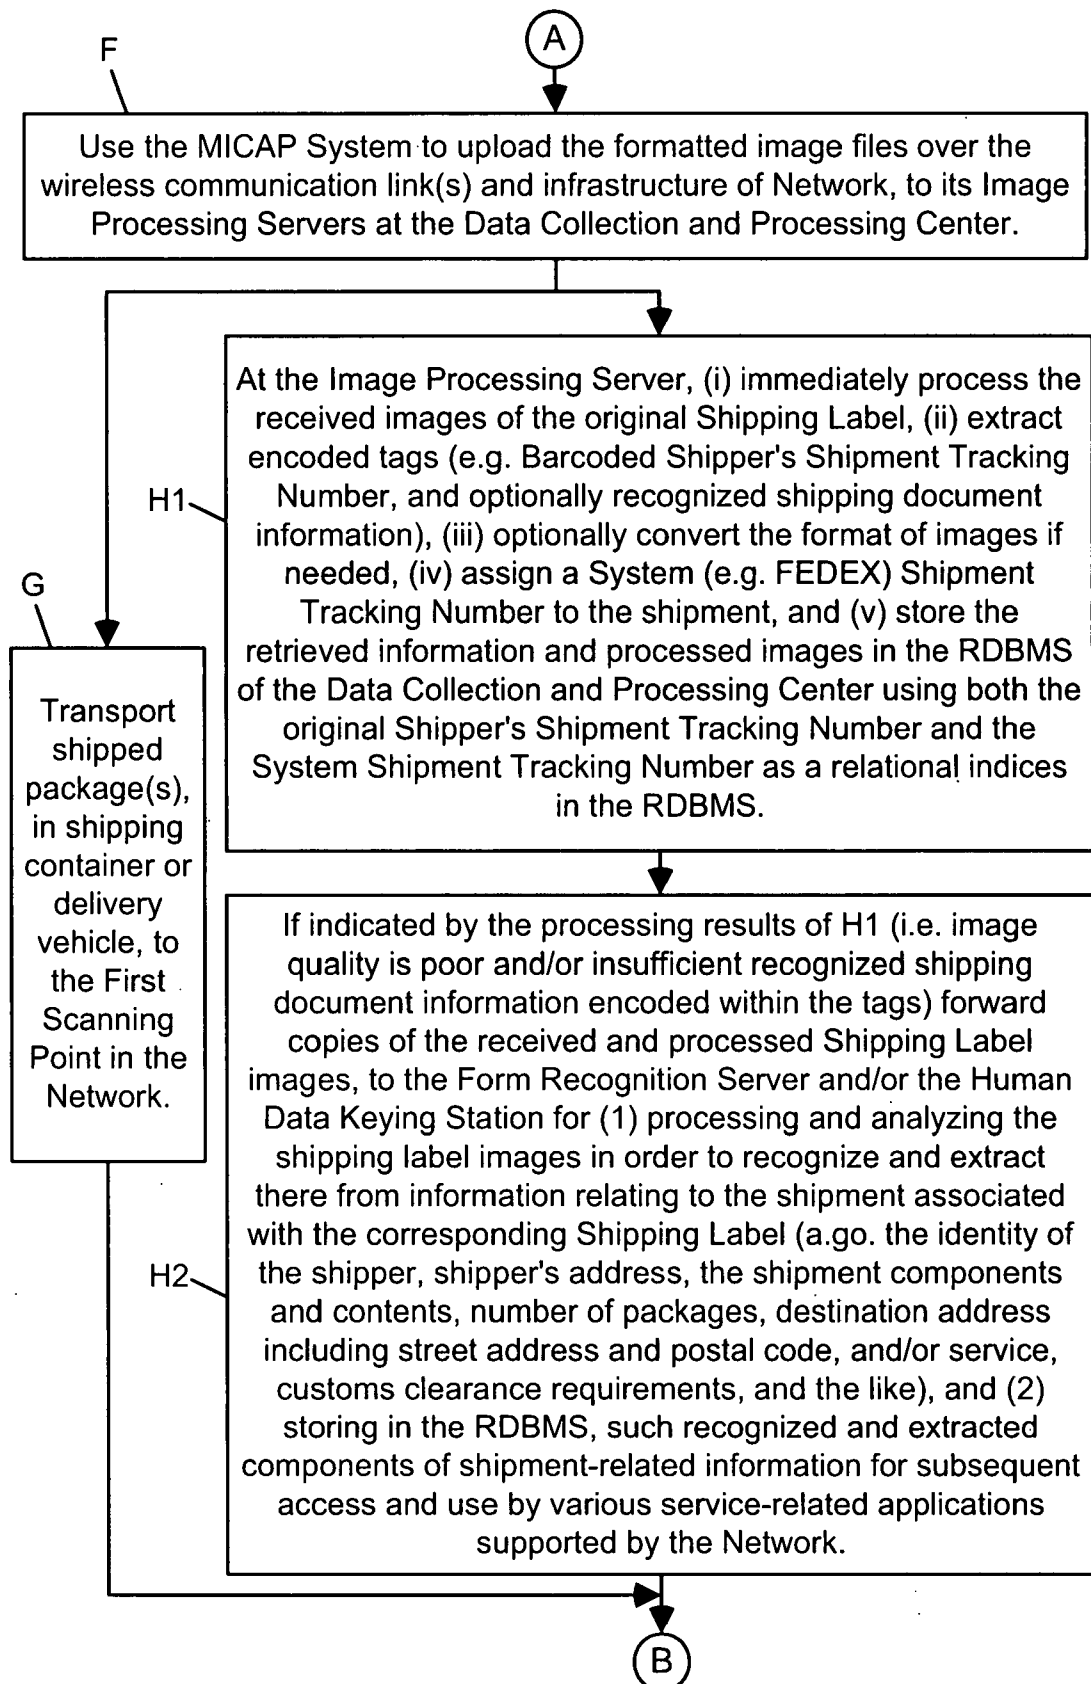 A
F
Use the MICAP System to upload the formatted image files over the
wireless communication link(s) and infrastructure of Network, to its Image
Processing Servers at the Data Collection and Processing Center.
H1
At the Image Processing Server, (i) immediately process the
received images of the original Shipping Label, (ii) extract
encoded tags (e.g. Barcoded Shipper's Shipment Tracking
Number, and optionally recognized shipping document
information), (iii) optionally convert the format of images if
needed, (iv) assign a System (e.g. FEDEX) Shipment
Tracking Number to the shipment, and (v) store the
retrieved information and processed images in the RDBMS
of the Data Collection and Processing Center using both the
original Shipper's Shipment Tracking Number and the
System Shipment Tracking Number as a relational indices
in the RDBMS.
G
Transport
shipped
package(s),
in shipping
container or
delivery
vehicle, to
the First
Scanning
Point in the
Network.
H2
If indicated by the processing results of H1 (i.e. image
quality is poor and/or insufficient recognized shipping
document information encoded within the tags) forward
copies of the received and processed Shipping Label
images, to the Form Recognition Server and/or the Human
Data Keying Station for (1) processing and analyzing the
shipping label images in order to recognize and extract
there from information relating to the shipment associated
with the corresponding Shipping Label (a.go. the identity of
the shipper, shipper's address, the shipment components
and contents, number of packages, destination address
including street address and postal code, and/or service,
customs clearance requirements, and the like), and (2)
storing in the RDBMS, such recognized and extracted
components of shipment-related information for subsequent
access and use by various service-related applications
supported by the Network.
B